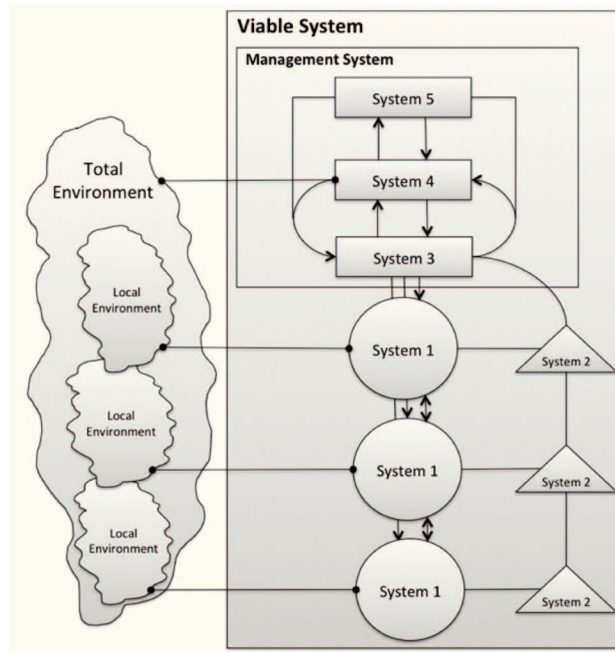 Viable System
Management System
System 5
Total
Environment
System 4
System 3
Local
Environment
System 1
System 2
Local
Environment
System 1
System 2
Local
Environment
System 1
System 2